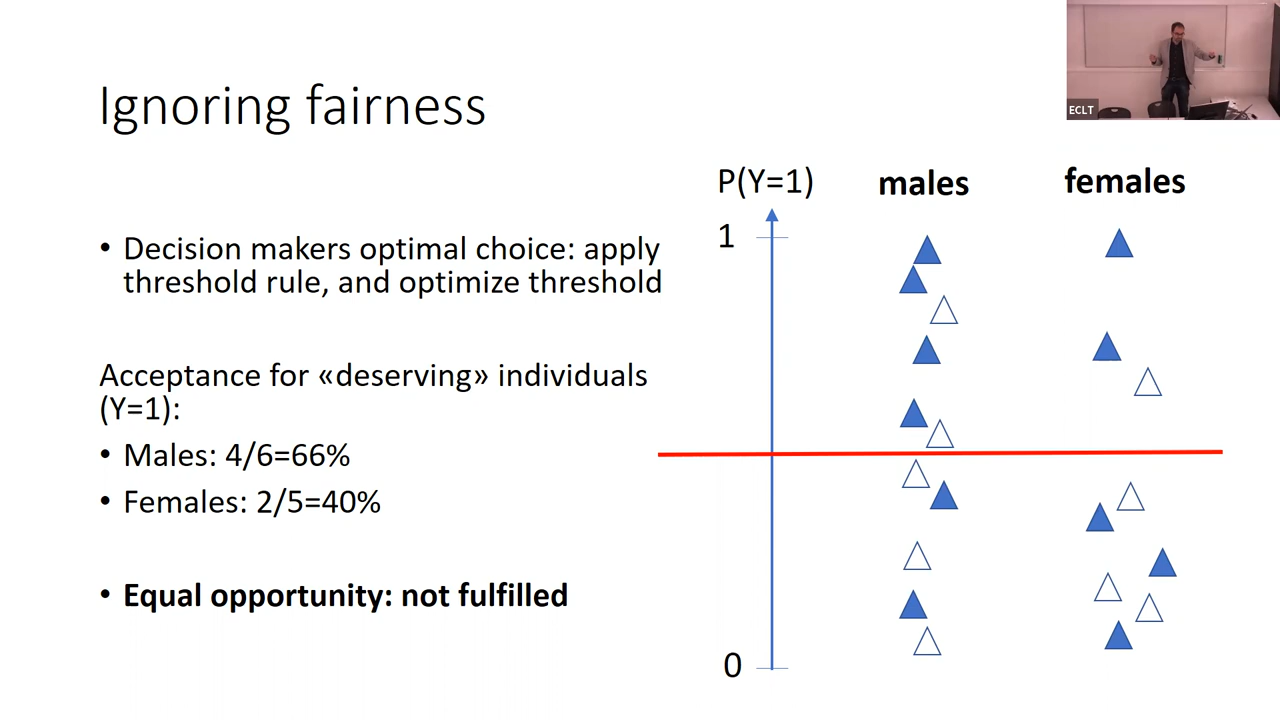 Ignoring fairness
ECLT
• Decision makers optimal choice: apply
threshold rule, and optimize threshold
Acceptance for «deserving» individuals
(Y=1):
• Males: 4/6=66%
• Females: 2/5=40%
• Equal opportunity: not fulfilled
P(Y=1)
males
females
1
0